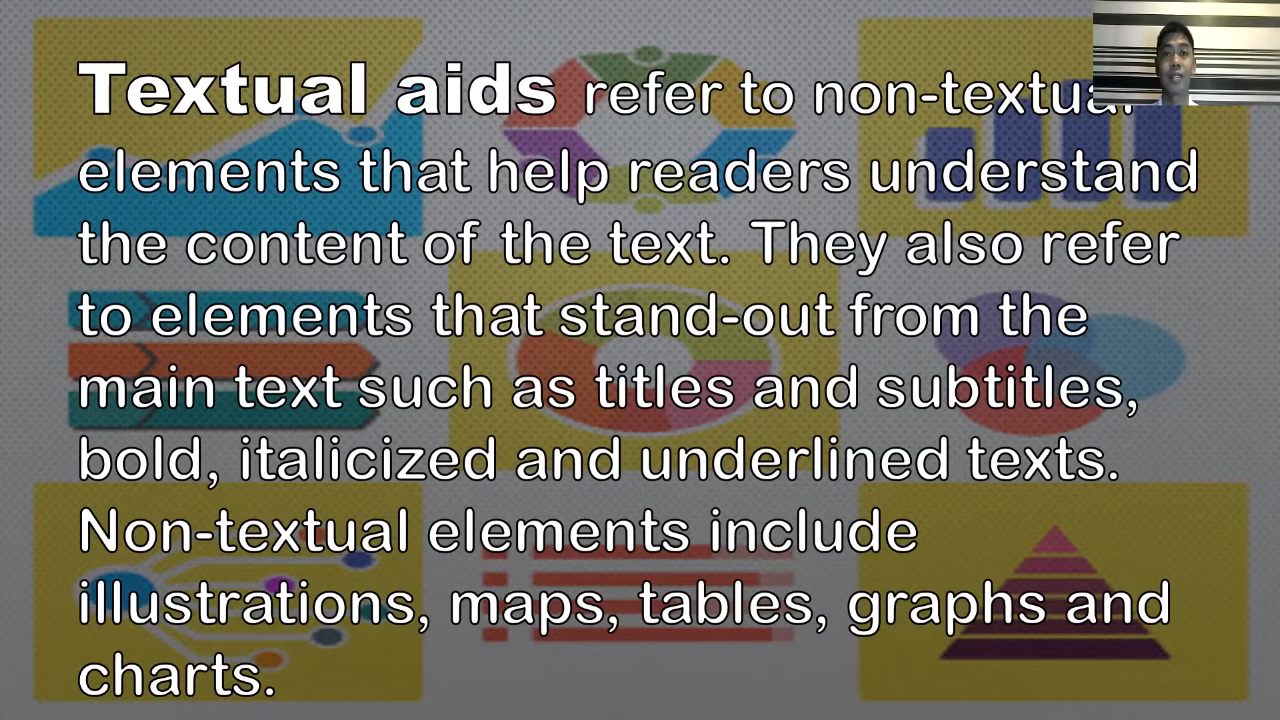 Textual aids refer to non-textual
elements that help readers understand
the content of the text. They also refer
to elements that stand-out from the
main text such as titles and subtitles,
bold, italicized and underlined texts.
Non-textual elements include
illustrations, maps, tables, graphs and
charts.